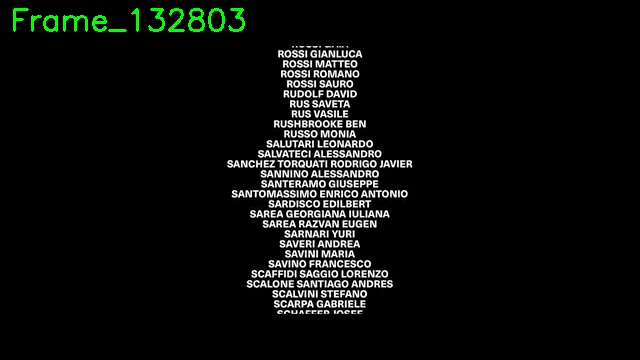 Frame_132803
ROSSI GIANLUCA
ROSSI MATTEO
ROSSI ROMANO
ROSSI SAURO
RUDOLF DAVID
RUS SAVETA
RUS VASILE
RUSHBROOKE BEN
RUSSO MONIA
SALUTARI LEONARDO
SALVATECI ALESSANDRO
SANCHEZ TORQUATI RODRIGO JAVIER
SANNINO ALESSANDRO
SANTERAMO GIUSEPPE
SANTOMASSIMO ENRICO ANTONIO
SARDISCO EDILBERT
SAREA GEORGIANA IULIANA
SAREA RAZVAN EUGEN
SARNARI YURI
SAVERI ANDREA
SAVINI MARIA
SAVINO FRANCESCO
SCAFFIDI SAGGIO LORENZO
SCALONE SANTIAGO ANDRES
SCALVINI STEFANO
SCARPA GABRIELE
SCHAFFER JOSEF